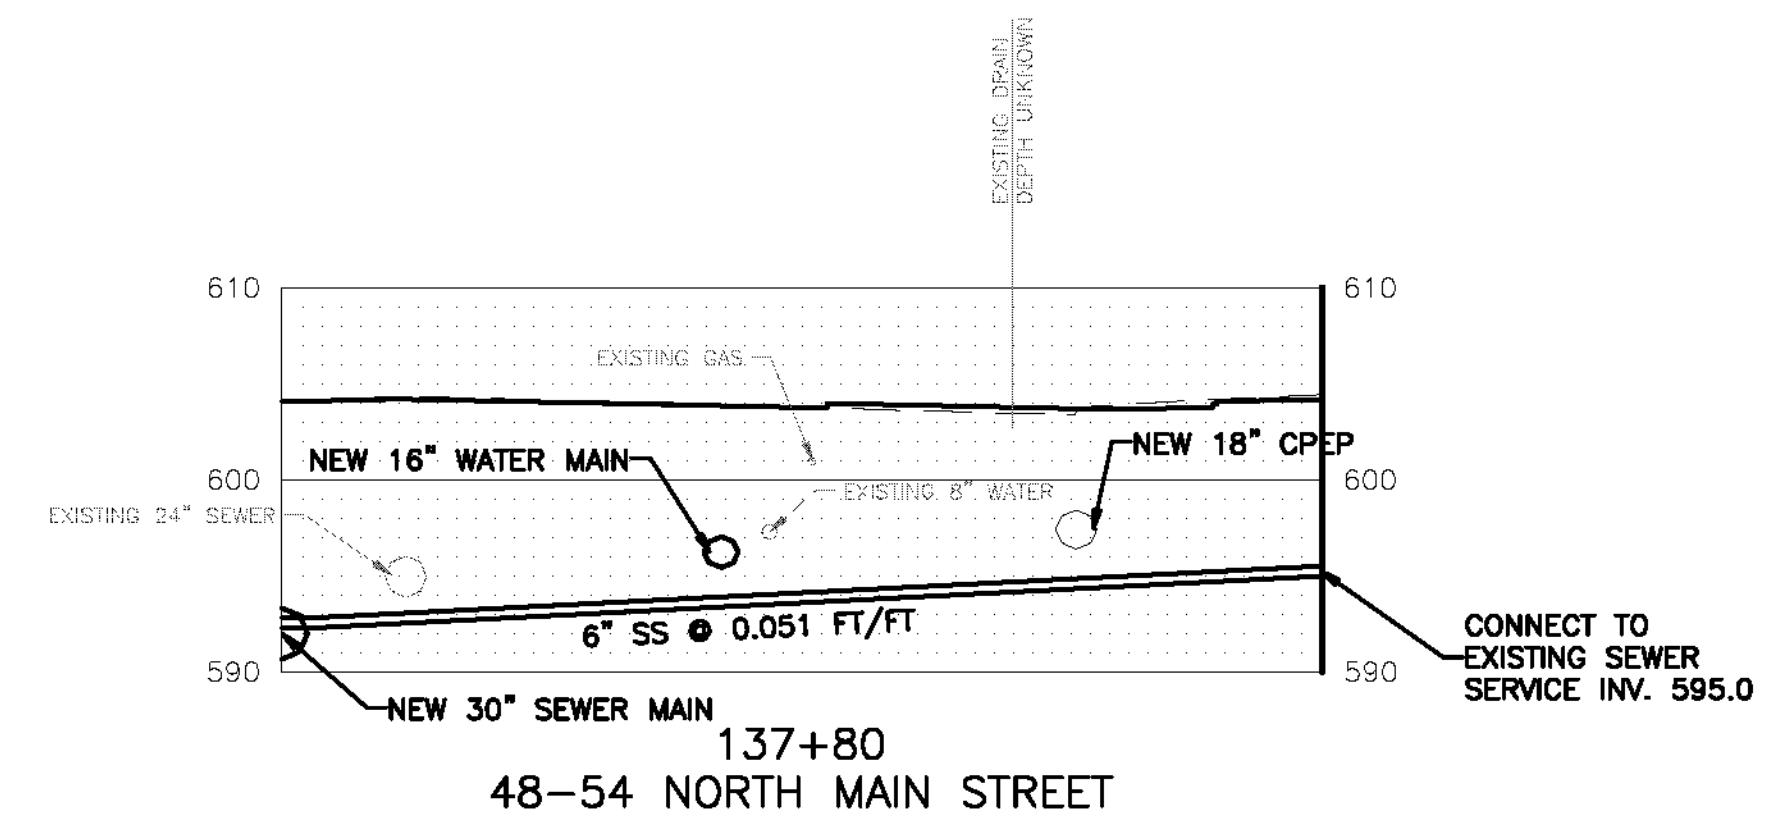 EXISTING DRAIN
DEPTH UNKNOWN
610
610
EXISTING GAS
NEW 16" WATER MAIN
NEW 18" CPEP
600
600
EXISTING 8" WATER
EXISTING 24" SEWER
6" SS @ 0.051 FT/FT
CONNECT TO
EXISTING SEWER
SERVICE INV. 595.0
590
590
NEW 30" SEWER MAIN
137+80
48-54 NORTH MAIN STREET